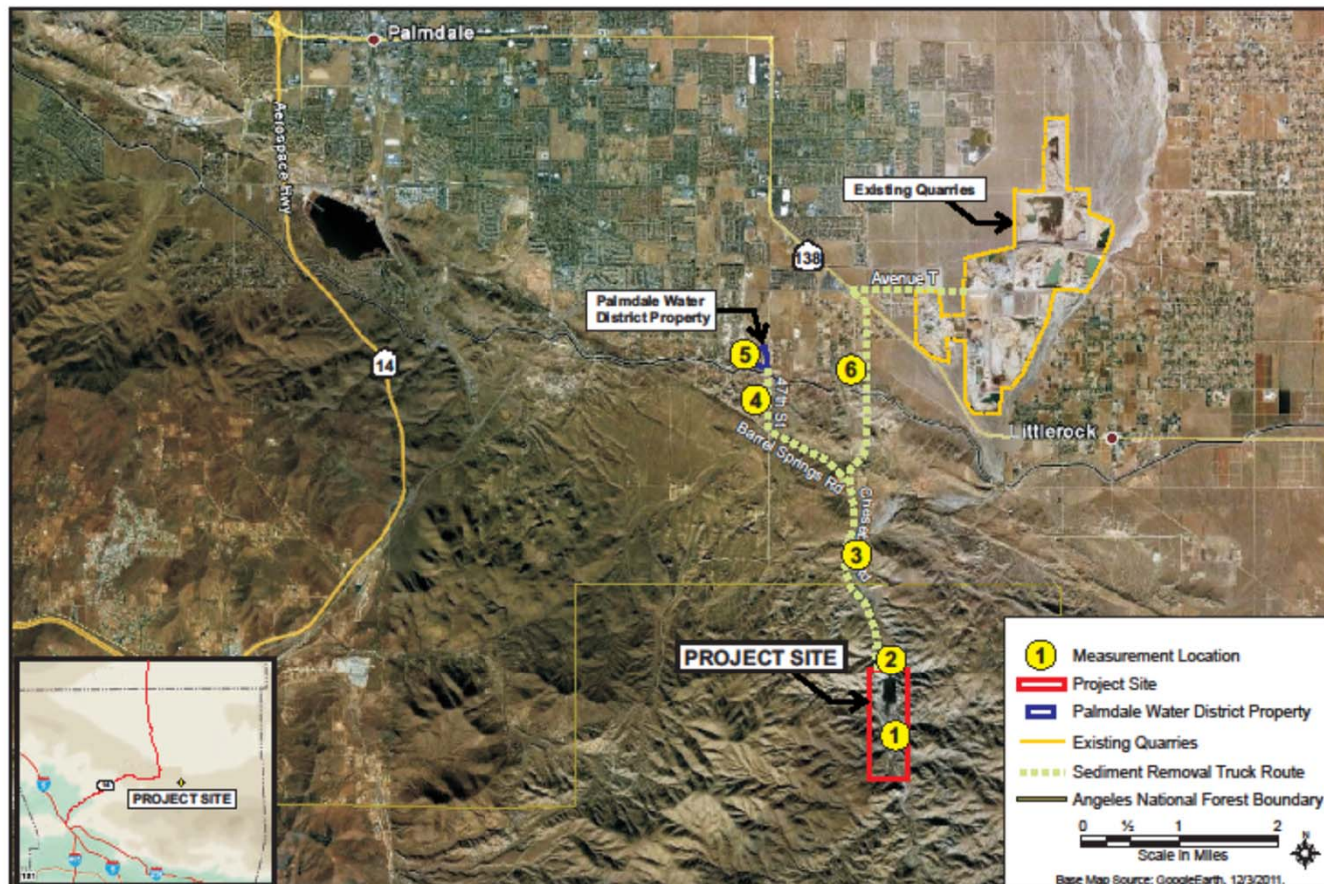 Palmdale
Aerospace Hwy
Existing Quarries
138
Avenue T
Palmdale Water
District Property
5
6
14
47th St
4
Littlerock
Barrel Springs Rd
3
PROJECT SITE
2
1
PROJECT SITE
1 Measurement Location
Project Site
Palmdale Water District Property
Existing Quarries
Sediment Removal Truck Route
Angeles National Forest Boundary
0 ½ 1 2
Scale in Miles
N
Base Map Source: GoogleEarth, 12/3/2011.